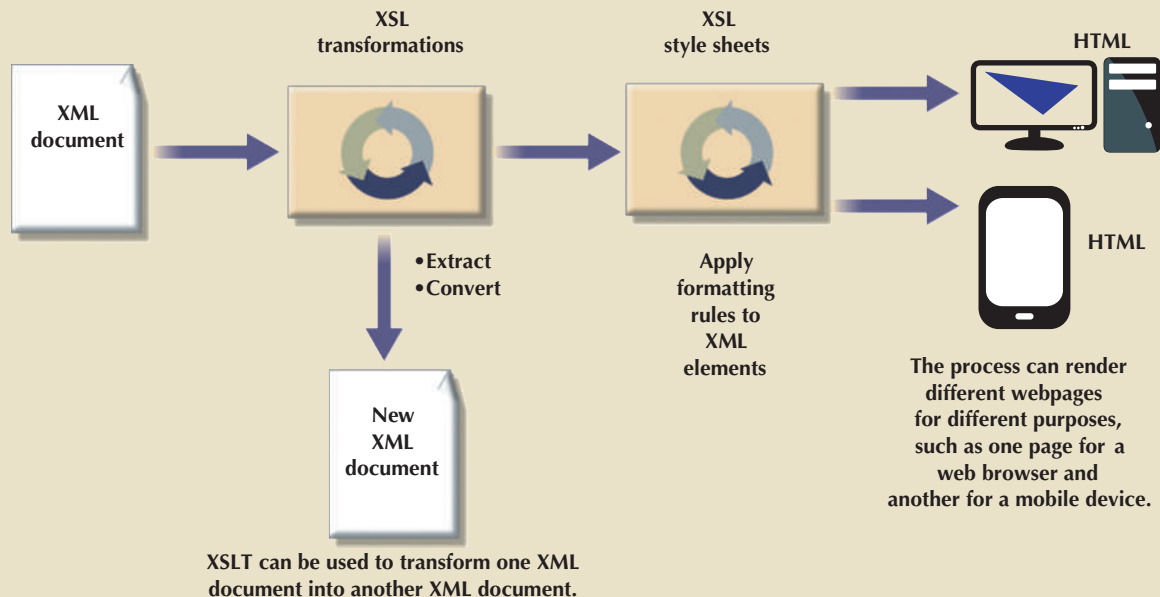 XSL
transformations
XSL
style sheets
HTML
XML
document
HTML
•Extract
•Convert
Apply
formatting
rules to
XML
elements
New
XML
document
The process can render
different webpages
for different purposes,
such as one page for a
web browser and
another for a mobile device.
XSLT can be used to transform one XML
document into another XML document.